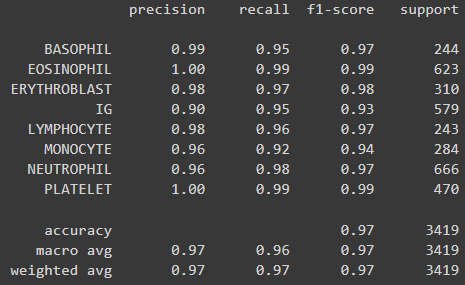 precision recall f1-score support
BASOPHIL 0.99 0.95 0.97 244
EOSINOPHIL 1.00 0.99 0.99 623
ERYTHROBLAST 0.98 0.97 0.98 310
IG 0.90 0.95 0.93 579
LYMPHOCYTE 0.98 0.96 0.97 243
MONOCYTE 0.96 0.92 0.94 284
NEUTROPHIL 0.96 0.98 0.97 666
PLATELET 1.00 0.99 0.99 470
accuracy 0.97 3419
macro avg 0.97 0.96 0.97 3419
weighted avg 0.97 0.97 0.97 3419